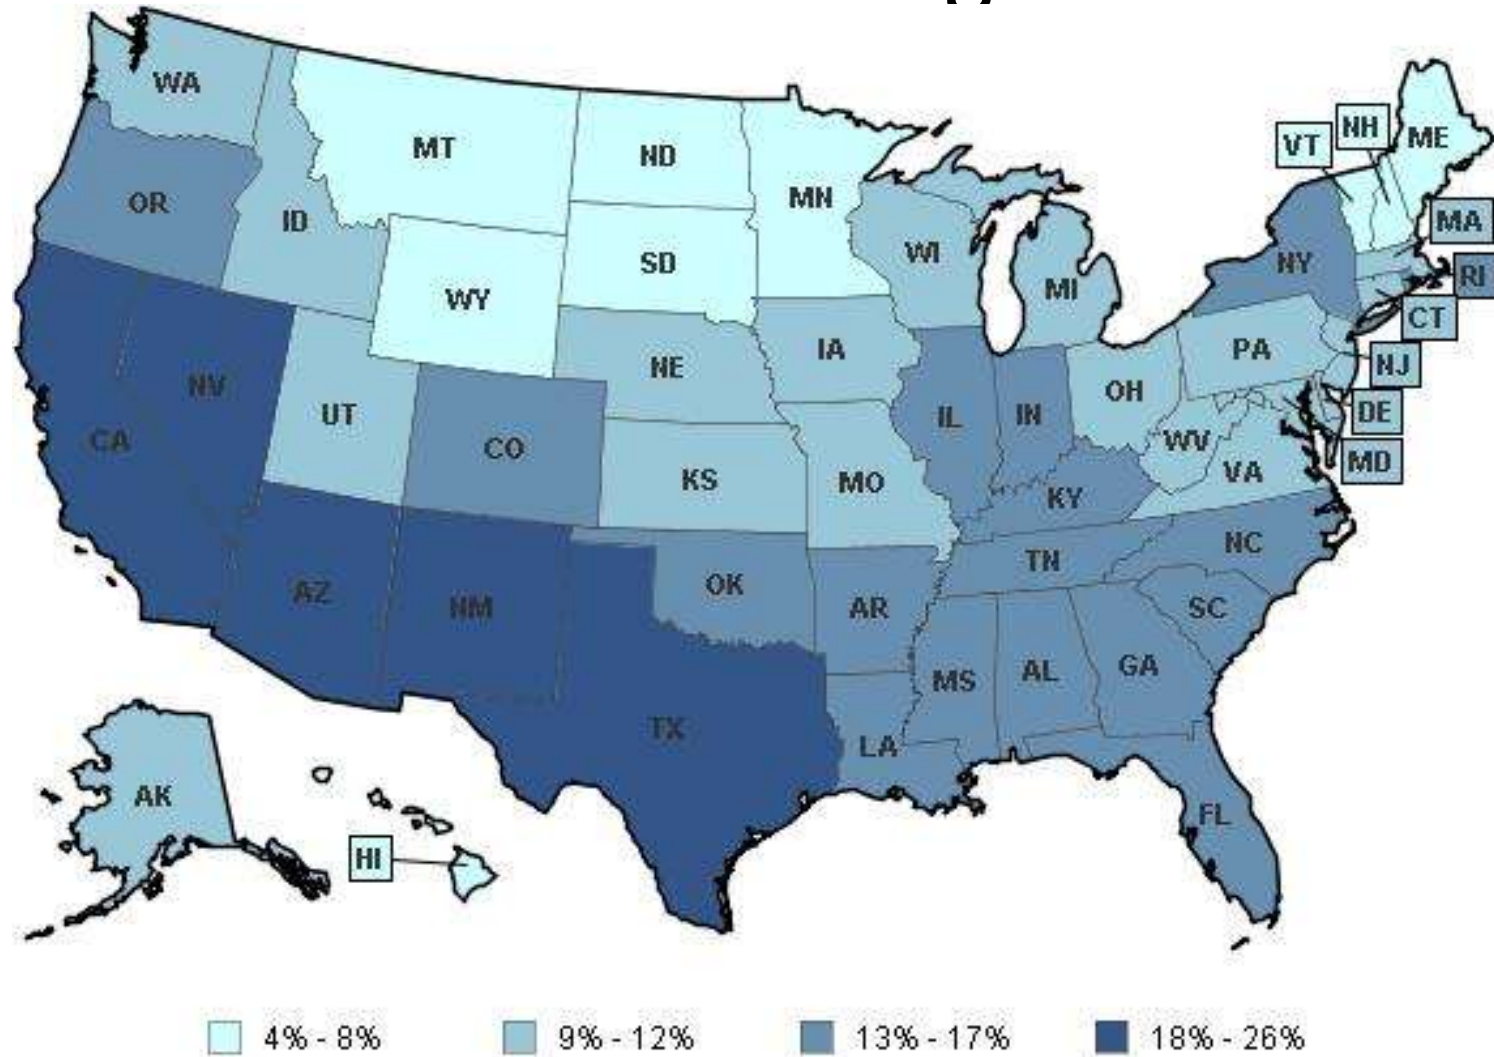 WA
MT
ND
MN
VT
NH
ME
OR
ID
SD
WI
MI
NY
MA
RI
WY
CT
NV
NE
IA
PA
NJ
UT
OH
DE
CA
CO
IL
IN
WV
MD
KS
MO
VA
KY
AZ
NM
OK
AR
TN
NC
SC
TX
MS
AL
GA
LA
AK
FL
HI
4% - 8%
9% - 12%
13% - 17%
18% - 26%